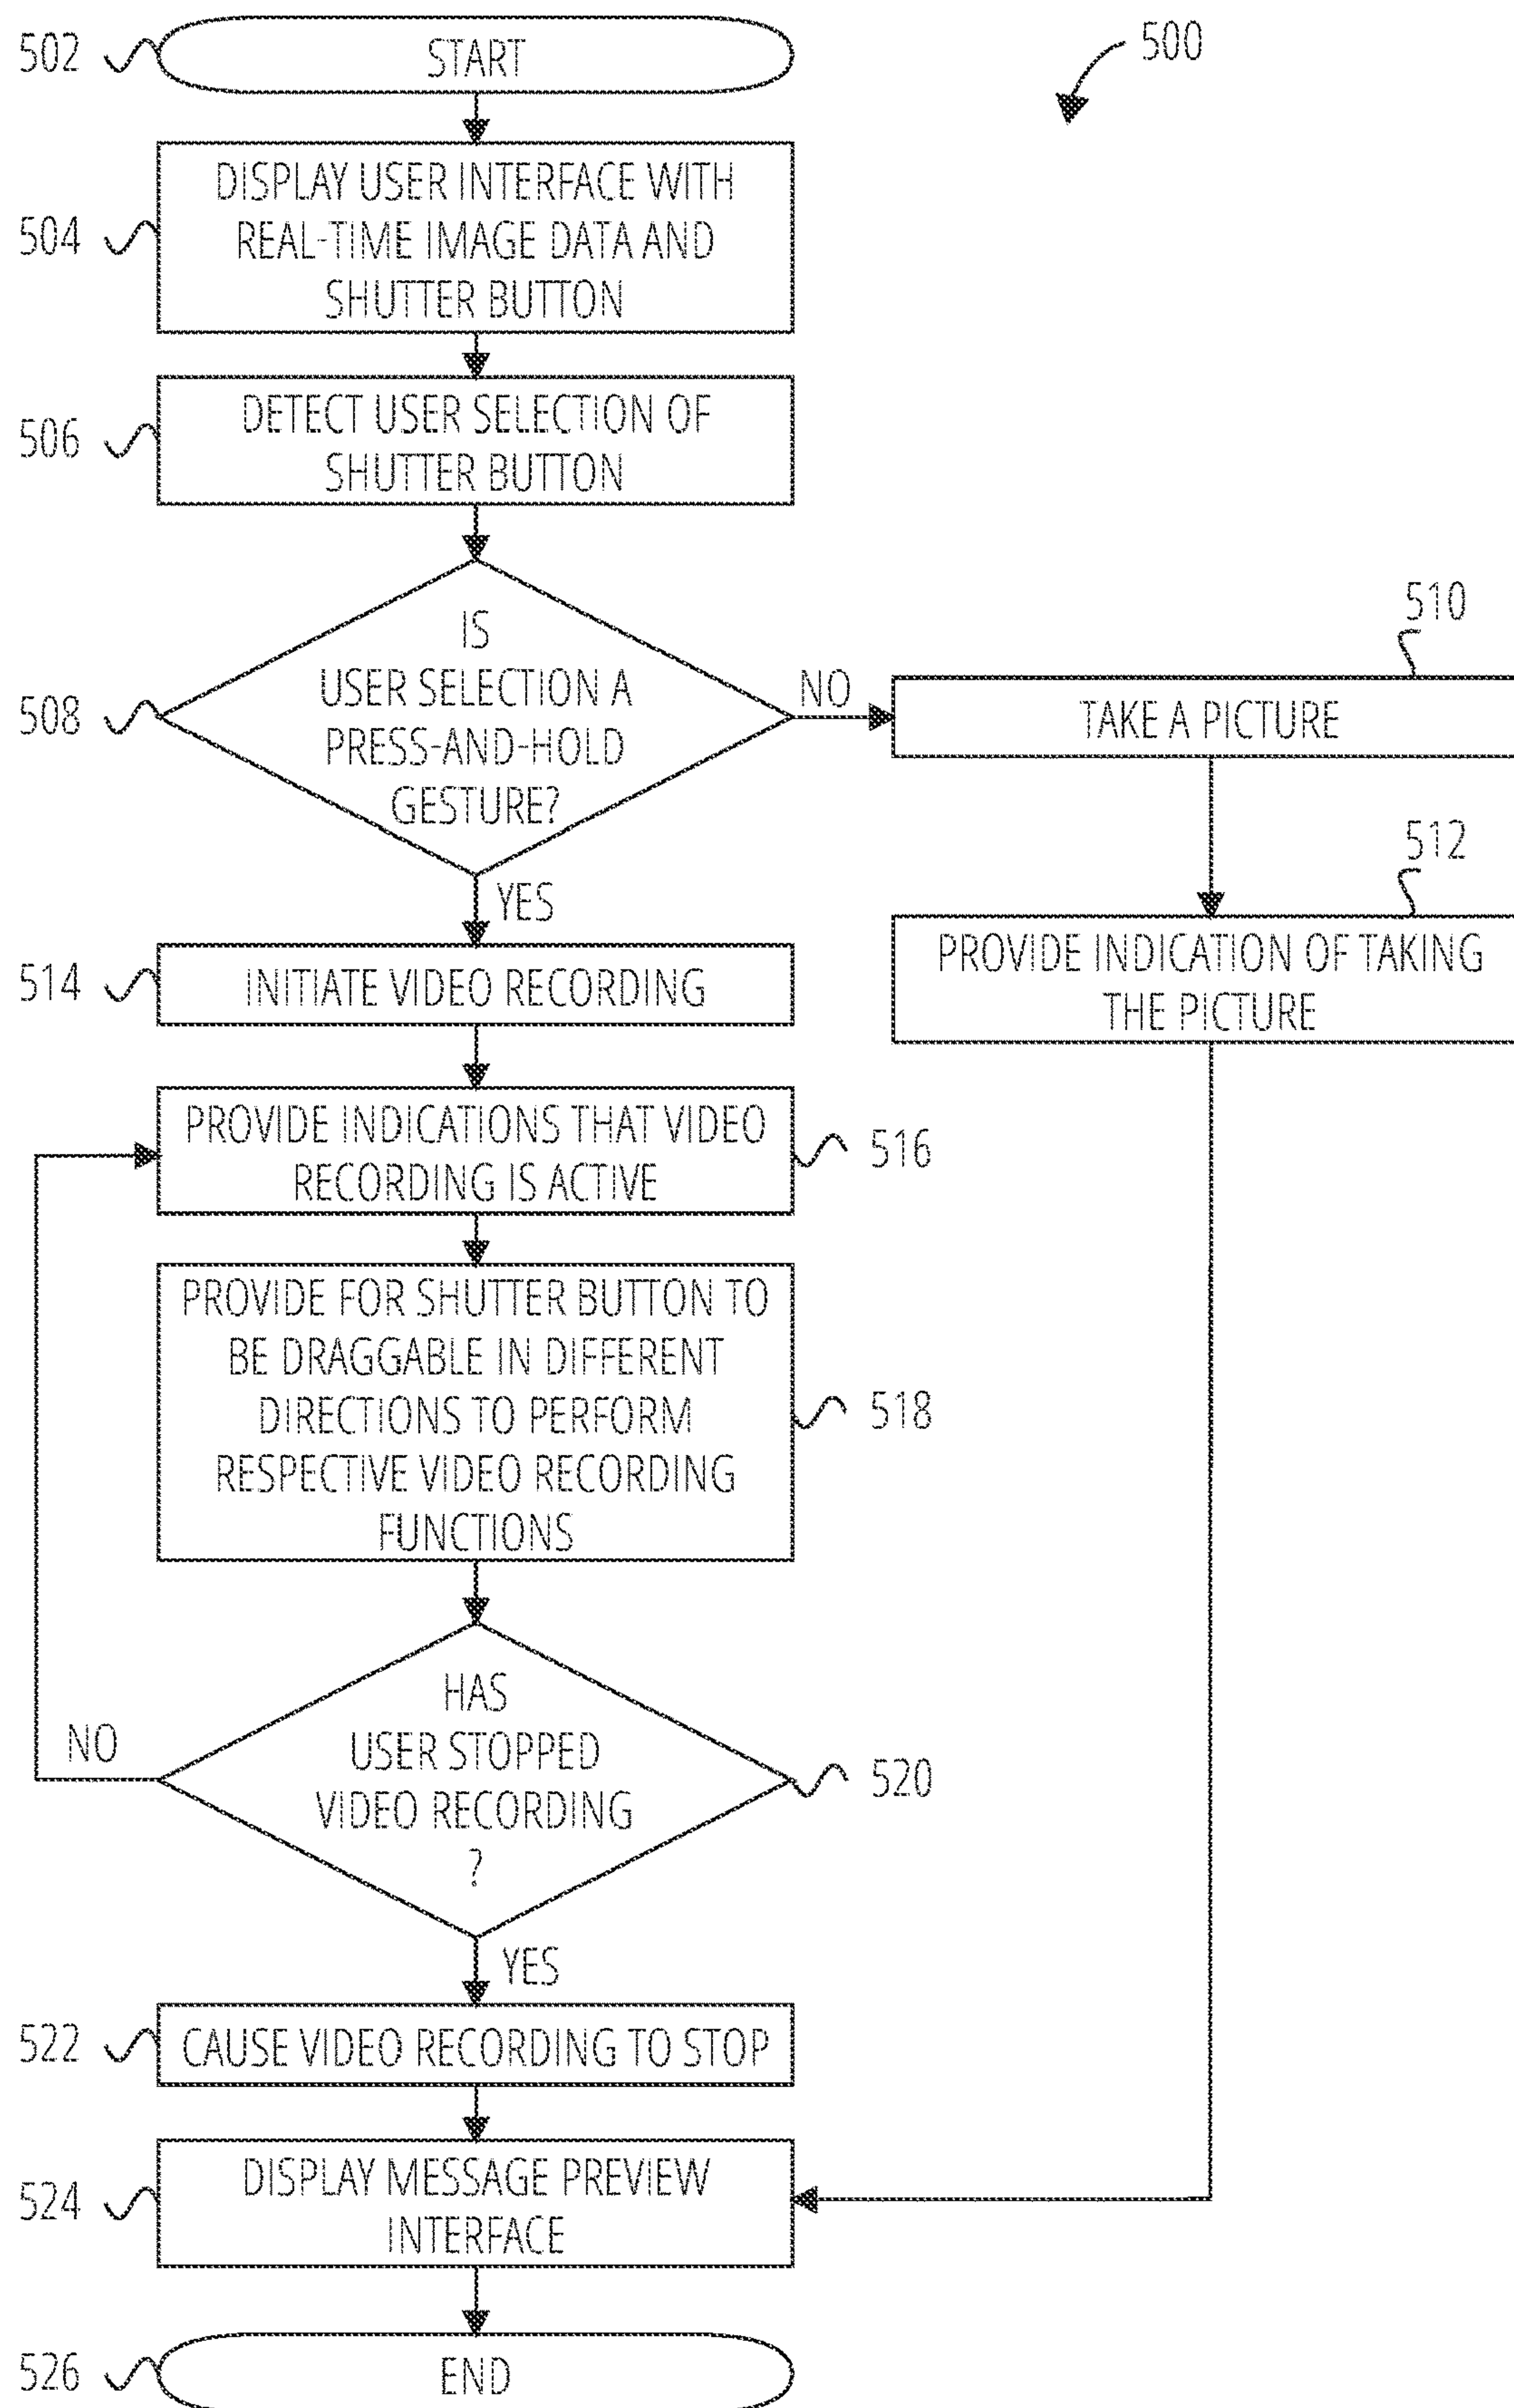 500
502
START
504
DISPLAY USER INTERFACE WITH
REAL-TIME IMAGE DATA AND
SHUTTER BUTTON
506
DETECT USER SELECTION OF
SHUTTER BUTTON
508
IS
USER SELECTION A
PRESS-AND-HOLD
GESTURE?
NO
510
TAKE A PICTURE
512
PROVIDE INDICATION OF TAKING
THE PICTURE
YES
514
INITIATE VIDEO RECORDING
PROVIDE INDICATIONS THAT VIDEO
RECORDING IS ACTIVE
516
PROVIDE FOR SHUTTER BUTTON TO
BE DRAGGABLE IN DIFFERENT
DIRECTIONS TO PERFORM
RESPECTIVE VIDEO RECORDING
FUNCTIONS
518
NO
HAS
USER STOPPED
VIDEO RECORDING
?
520
YES
522
CAUSE VIDEO RECORDING TO STOP
524
DISPLAY MESSAGE PREVIEW
INTERFACE
526
END